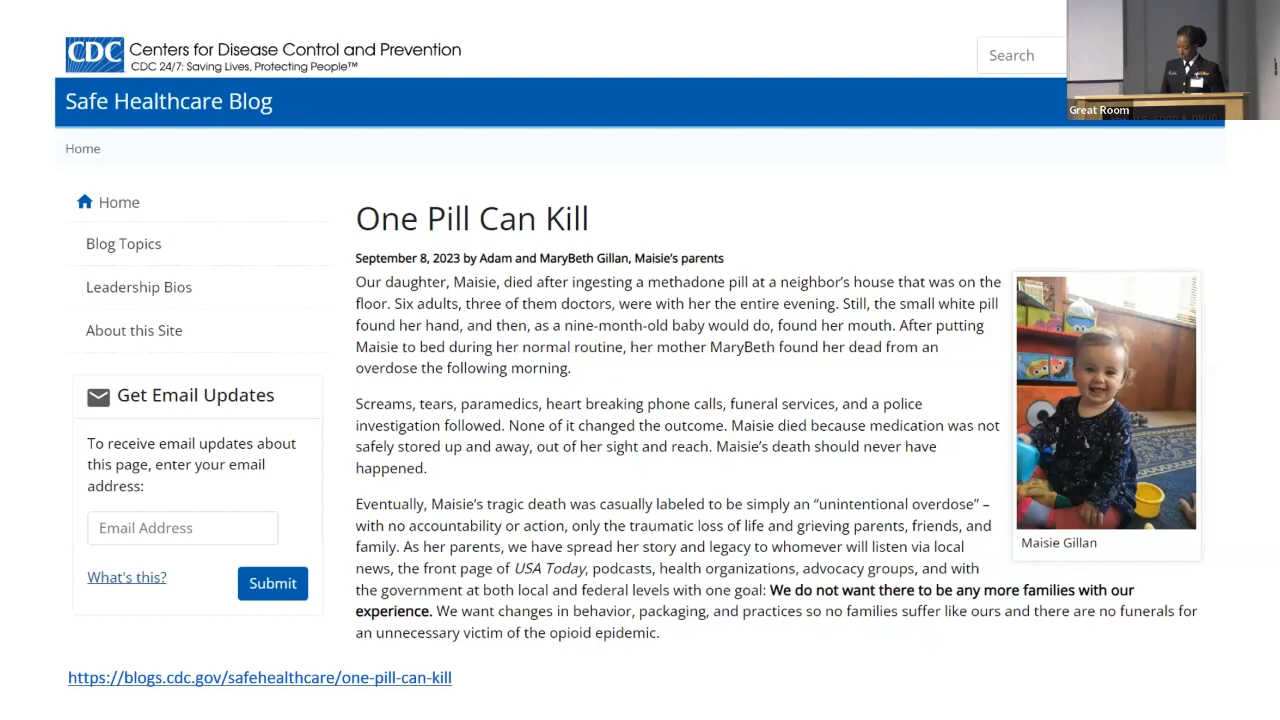 CDC
Centers for Disease Control and Prevention
CDC 24/7: Saving Lives, Protecting People™
Search
Great Room
Safe Healthcare Blog
Home
Home
Blog Topics
Leadership Bios
About this Site
Get Email Updates
To receive email updates about
this page, enter your email
address:
Email Address
What's this?
Submit
One Pill Can Kill
September 8, 2023 by Adam and MaryBeth Gillan, Maisie’s parents
Our daughter, Maisie, died after ingesting a methadone pill at a neighbor’s house that was on the
floor. Six adults, three of them doctors, were with her the entire evening. Still, the small white pill
found her hand, and then, as a nine-month-old baby would do, found her mouth. After putting
Maisie to bed during her normal routine, her mother MaryBeth found her dead from an
overdose the following morning.
Screams, tears, paramedics, heart breaking phone calls, funeral services, and a police
investigation followed. None of it changed the outcome. Maisie died because medication was not
safely stored up and away, out of her sight and reach. Maisie’s death should never have
happened.
Eventually, Maisie’s tragic death was casually labeled to be simply an “unintentional overdose” –
with no accountability or action, only the traumatic loss of life and grieving parents, friends, and
family. As her parents, we have spread her story and legacy to whomever will listen via local
news, the front page of USA Today, podcasts, health organizations, advocacy groups, and with
the government at both local and federal levels with one goal: We do not want there to be any more families with our
experience. We want changes in behavior, packaging, and practices so no families suffer like ours and there are no funerals for
an unnecessary victim of the opioid epidemic.
Maisie Gillan
https://blogs.cdc.gov/safehealthcare/one-pill-can-kill